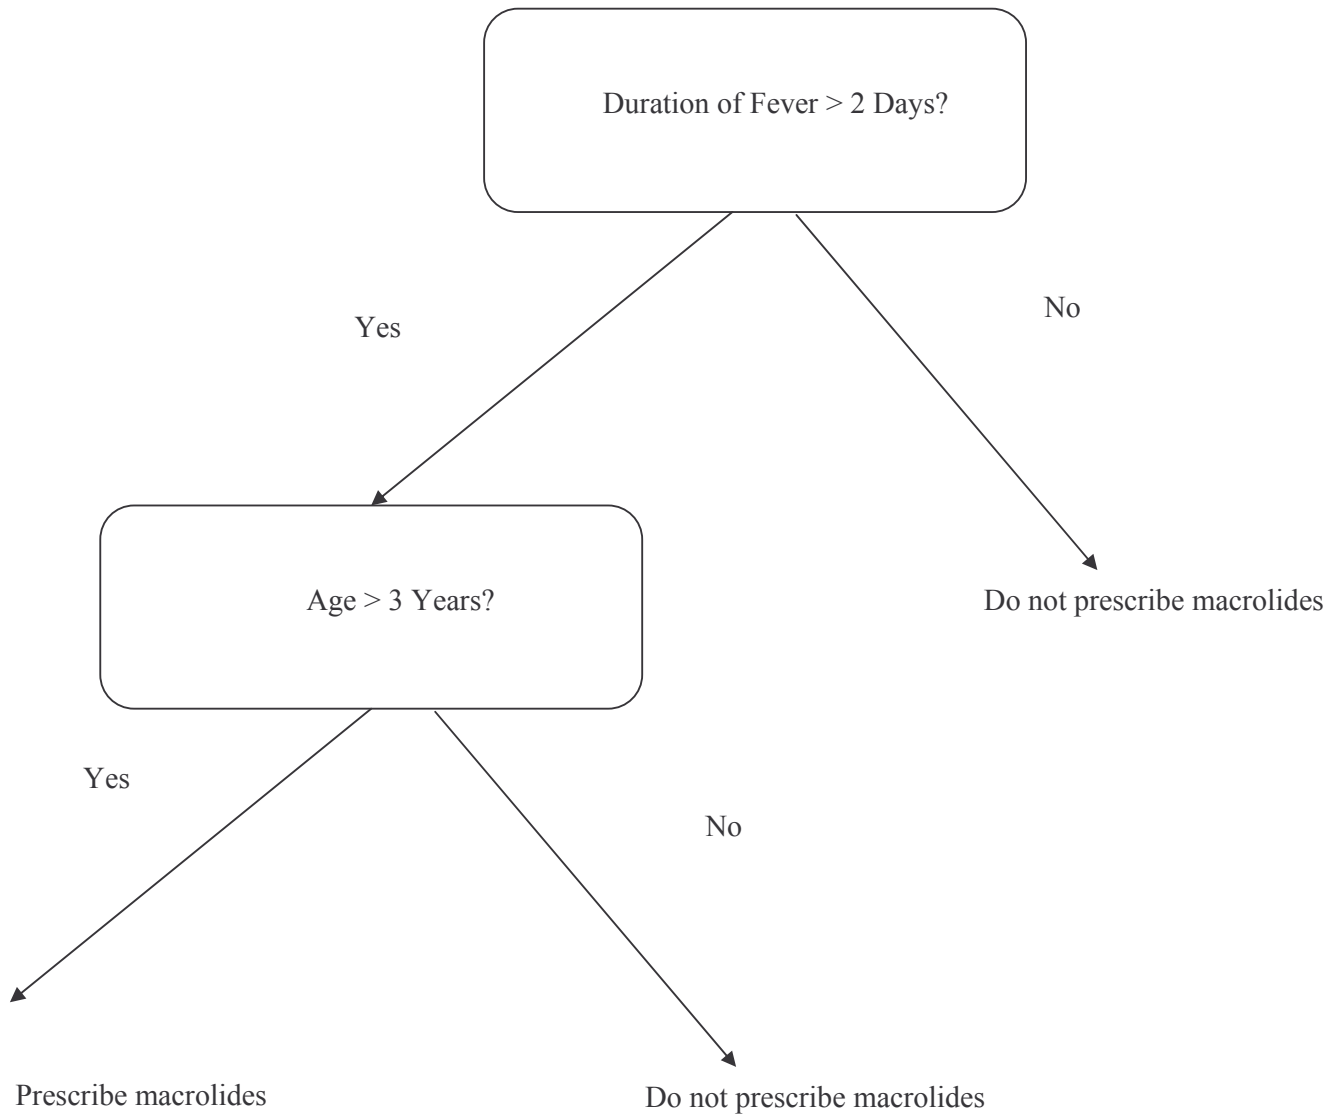 Duration of Fever > 2 Days?
Yes
No
Age > 3 Years?
Do not prescribe macrolides
Yes
No
Prescribe macrolides
Do not prescribe macrolides